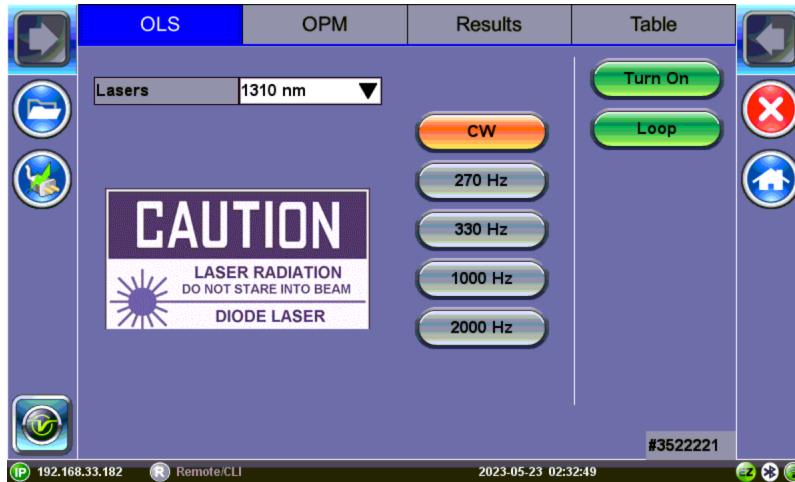 OLS OPM Results Table
Lasers 1310 nm
Turn On
Loop
CW
270 Hz
330 Hz
1000 Hz
2000 Hz
CAUTION
LASER RADIATION
DO NOT STARE INTO BEAM
DIODE LASER
#3522221
IP 192.168.33.182 R Remote/CLI 2023-05-23 02:32:49 eZ